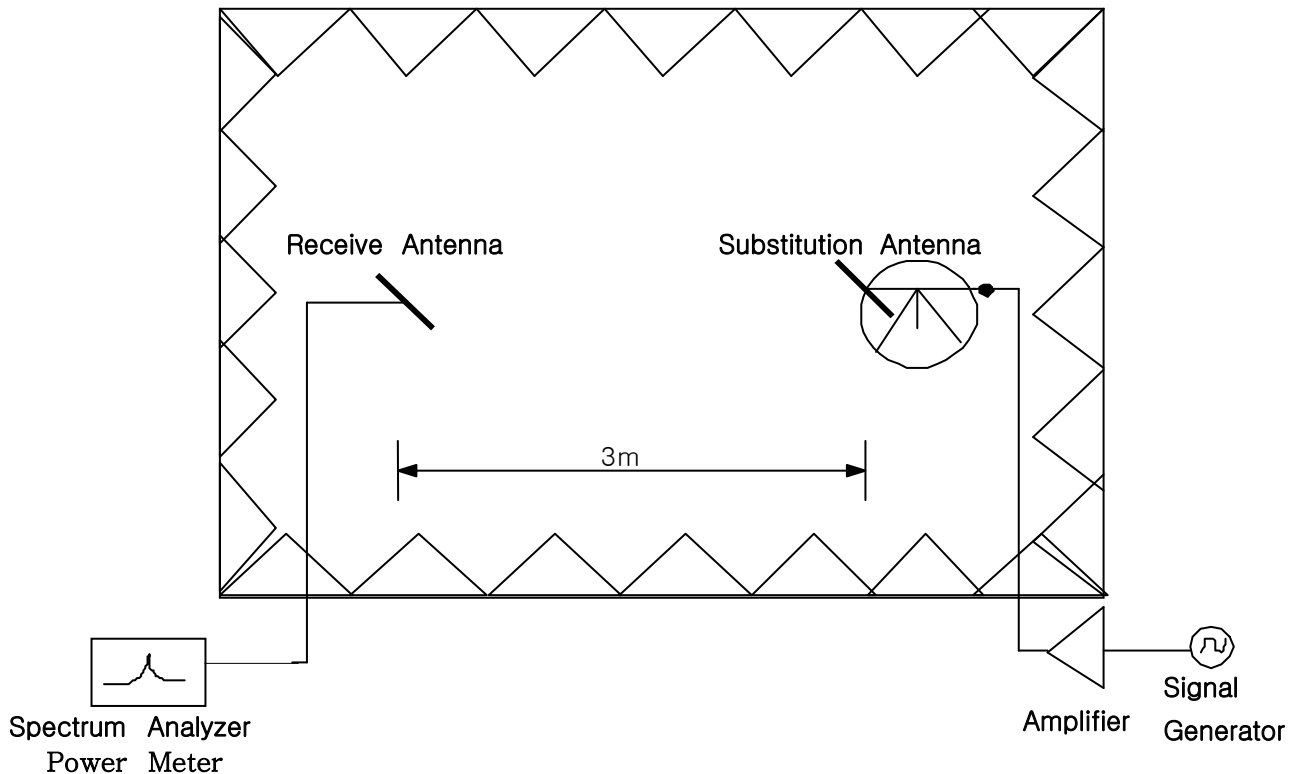 Receive Antenna
Substitution Antenna
3m
Spectrum Analyzer
Power Meter
Amplifier
Signal
Generator